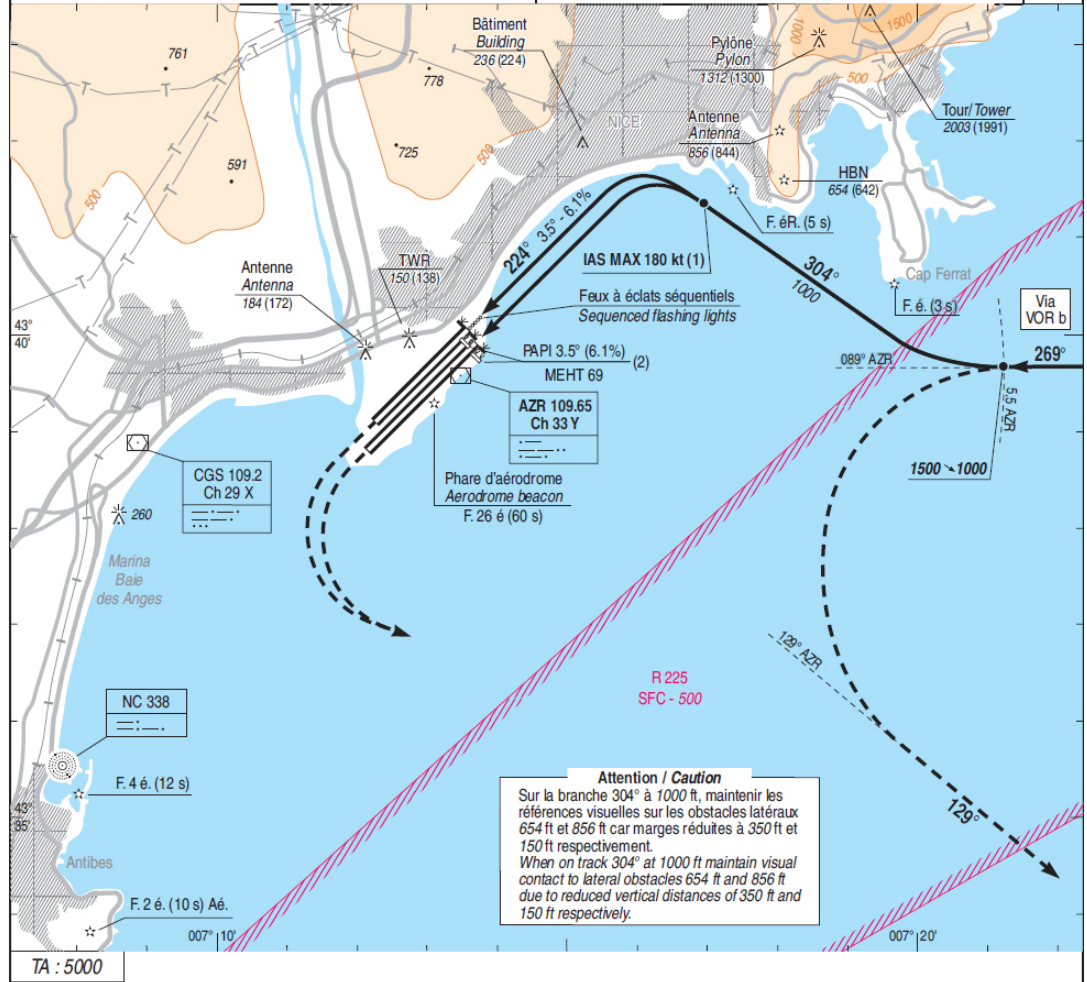 Bâtiment
Building
236 (224)
Pylône
Pylon
1312 (1300)
1000
1500
500
761
778
NICE
Antenne
Antenna
856 (844)
Tour/Tower
2003 (1991)
725
500
591
500
HBN
654 (642)
F. éR. (5 s)
224° 3.5° - 6.1%
IAS MAX 180 kt (1)
304°
1000
Cap Ferrat
F. é. (3 s)
Via
VOR b
TWR
150 (138)
Antenne
Antenna
184 (172)
Feux à éclats séquentiels
Sequenced flashing lights
43°
40'
PAPI 3.5° (6.1%)
(2)
MEHT 69
089° AZR
269°
5.5 AZR
AZR 109.65
Ch 33 Y
1500 ↘ 1000
CGS 109.2
Ch 29 X
Phare d'aérodrome
Aerodrome beacon
F. 26 é (60 s)
260
Marina
Baie
des Anges
129° AZR
R 225
SFC - 500
NC 338
F. 4 é. (12 s)
43°
35'
129°
Attention / Caution
Sur la branche 304° à 1000 ft, maintenir les
références visuelles sur les obstacles latéraux
654 ft et 856 ft car marges réduites à 350 ft et
150 ft respectivement.
When on track 304° at 1000 ft maintain visual
contact to lateral obstacles 654 ft and 856 ft
due to reduced vertical distances of 350 ft and
150 ft respectively.
Antibes
F. 2 é. (10 s) Aé.
007° 10'
007° 20'
TA : 5000